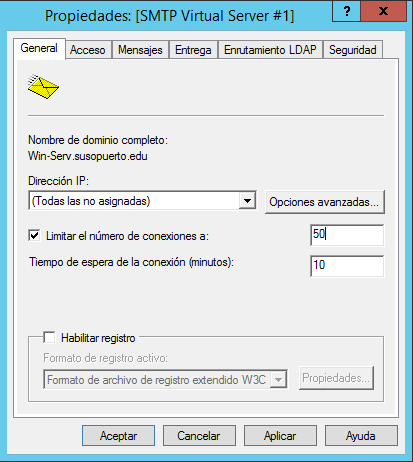 Propiedades: [SMTP Virtual Server #1]
? x
General Acceso Mensajes Entrega Enrutamiento LDAP Seguridad
Nombre de dominio completo:
Win-Serv.susopuerto.edu
Dirección IP:
(Todas las no asignadas) Opciones avanzadas...
Limitar el número de conexiones a: 50
Tiempo de espera de la conexión (minutos): 10
Habilitar registro
Formato de registro activo:
Formato de archivo de registro extendido W3C Propiedades...
Aceptar Cancelar Aplicar Ayuda